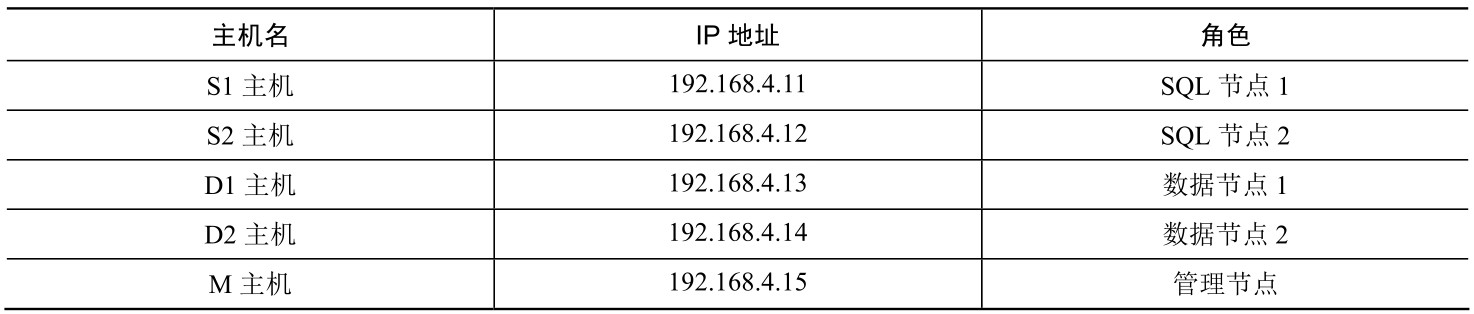 主机名 IP 地址 角色
S1 主机 192.168.4.11 SQL 节点 1
S2 主机 192.168.4.12 SQL 节点 2
D1 主机 192.168.4.13 数据节点 1
D2 主机 192.168.4.14 数据节点 2
M 主机 192.168.4.15 管理节点